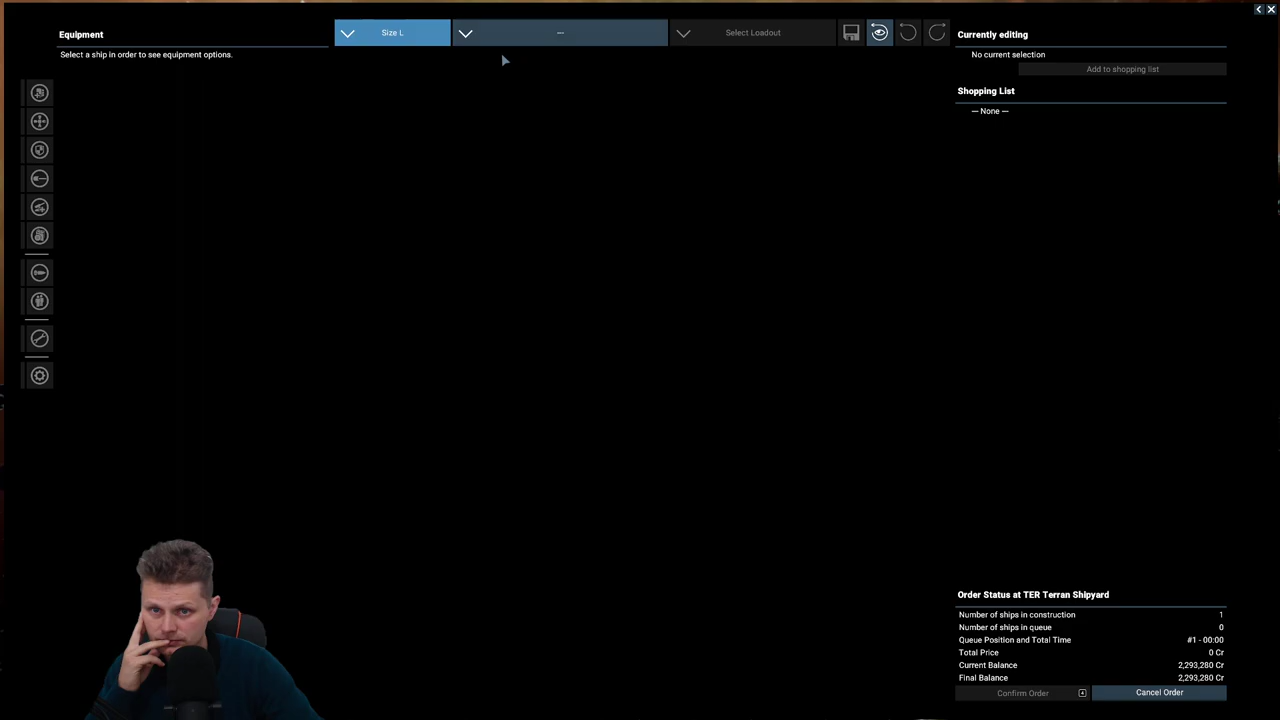 Equipment
Select a ship in order to see equipment options.
Size L
---
Select Loadout
Currently editing
No current selection
Add to shopping list
Shopping List
--- None ---
Order Status at TER Terran Shipyard
Number of ships in construction 1
Number of ships in queue 0
Queue Position and Total Time #1 - 00:00
Total Price 0 Cr
Current Balance 2,293,280 Cr
Final Balance 2,293,280 Cr
Confirm Order
Cancel Order